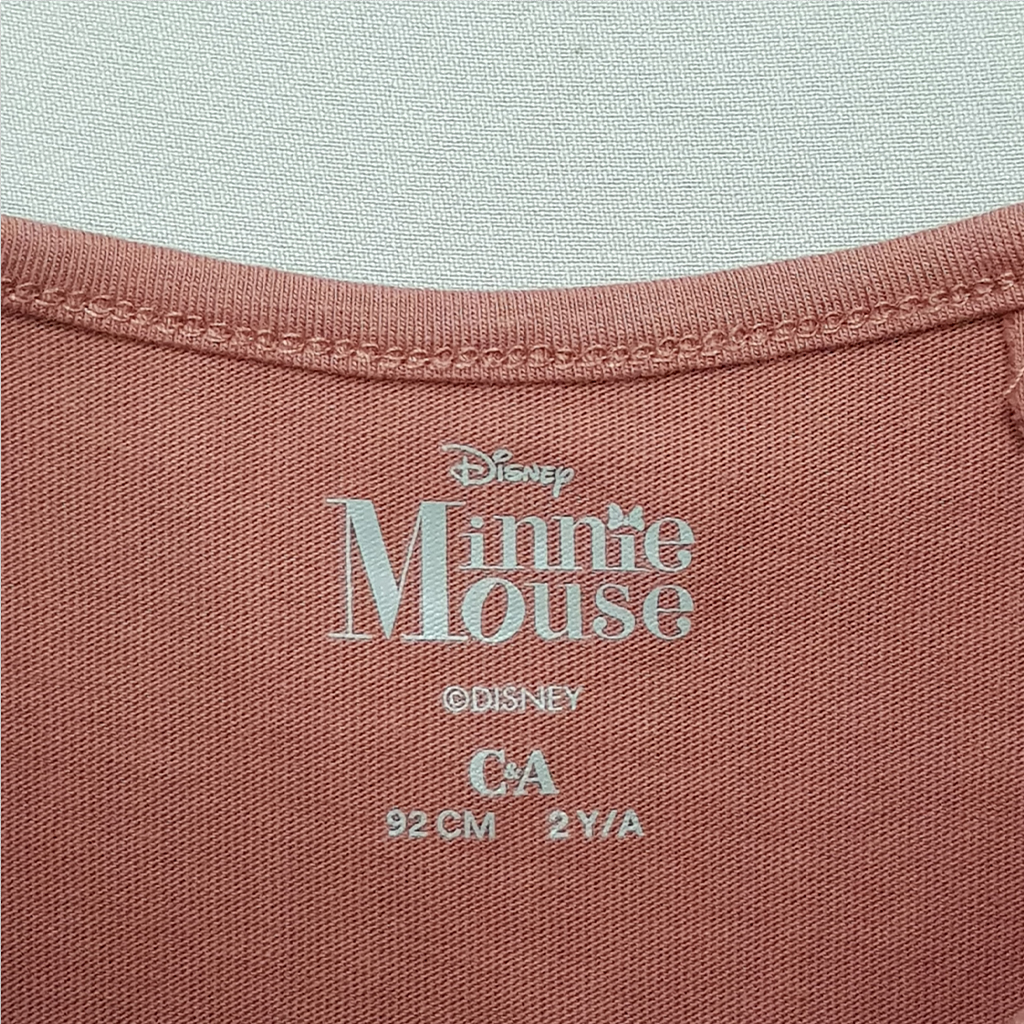 Disney
Minnie
Mouse
©DISNEY
C&A
92 CM 2 Y/A